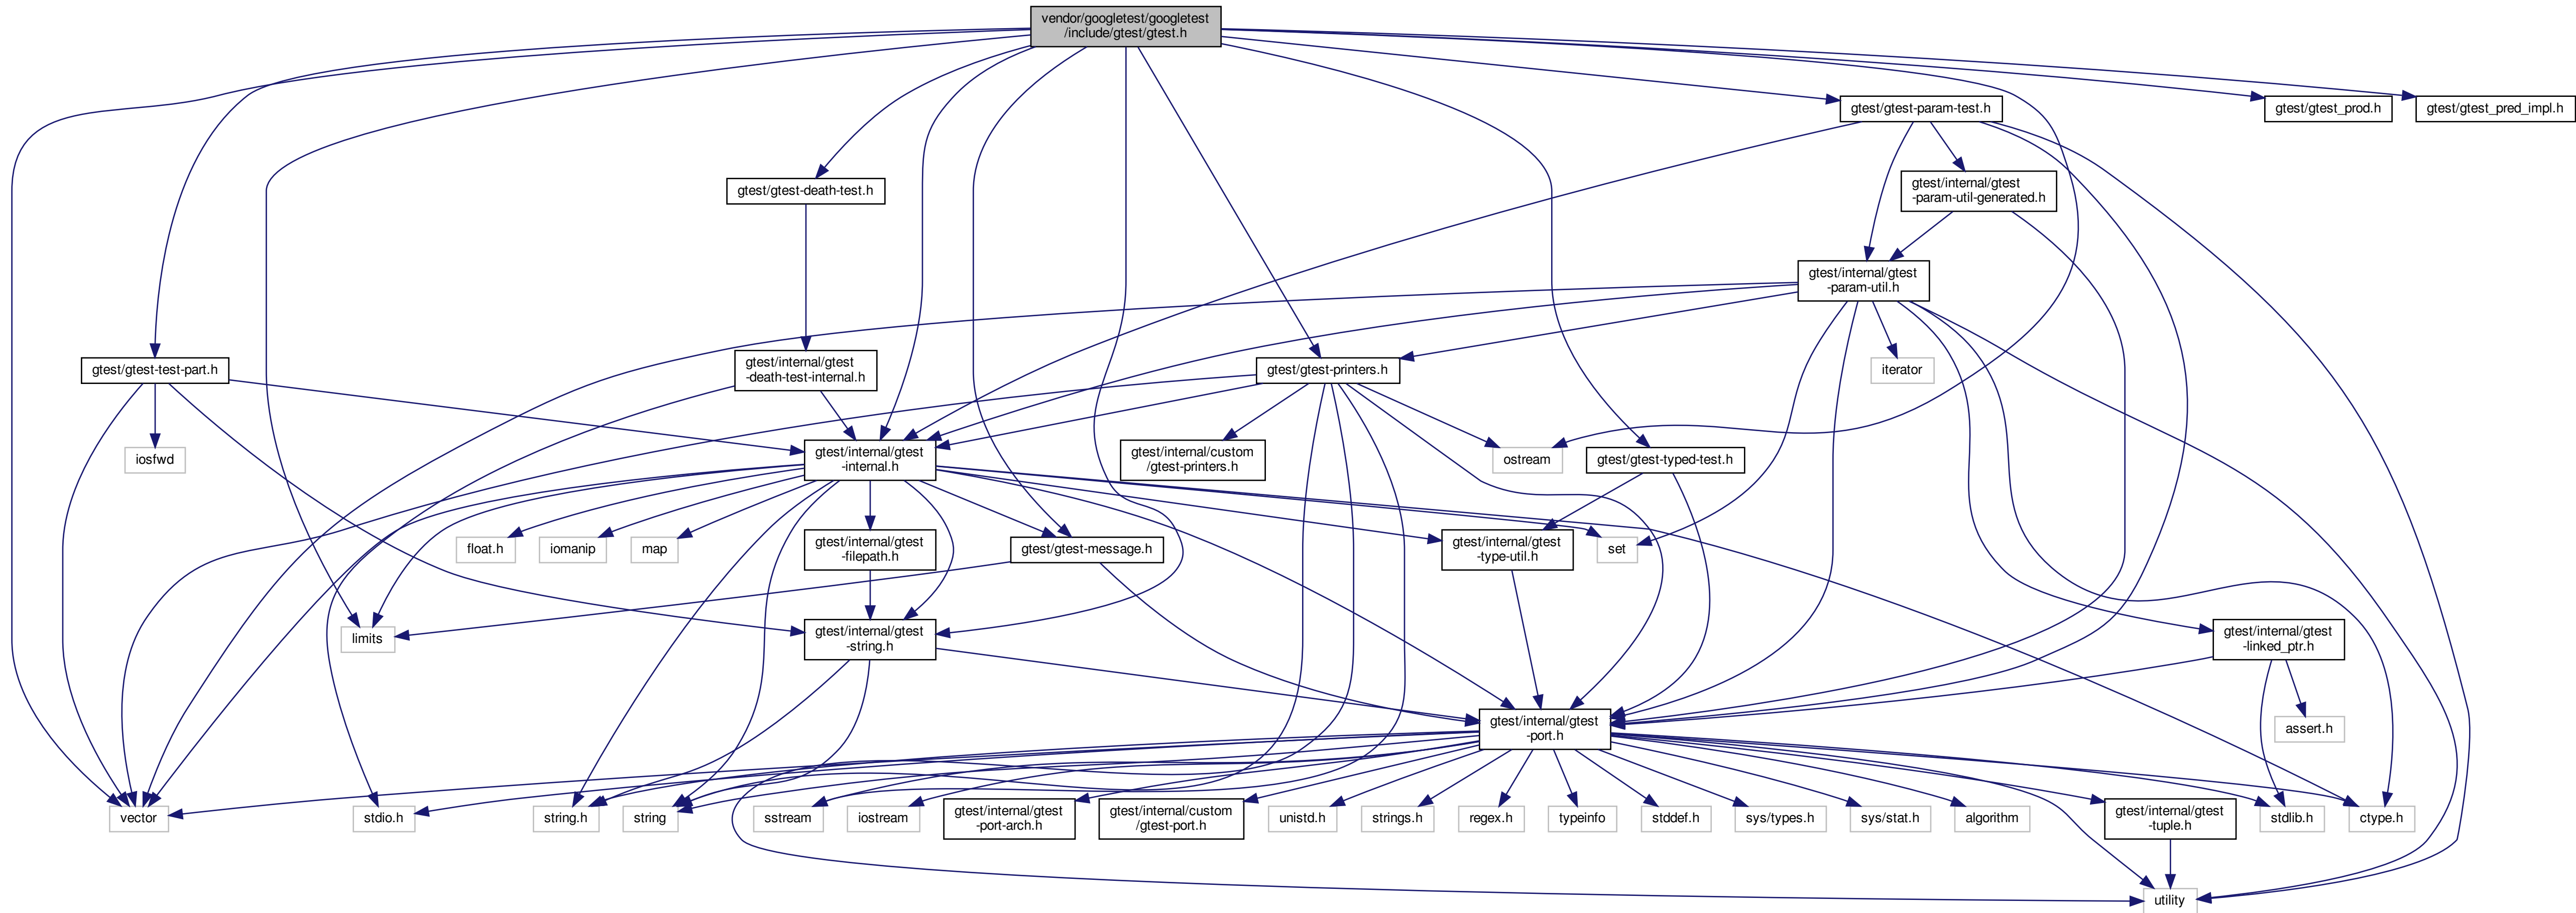 vendor/googletest/googletest
/include/gtest/gtest.h
gtest/gtest-param-test.h
gtest/gtest_prod.h
gtest/gtest_pred_impl.h
gtest/gtest-death-test.h
gtest/internal/gtest
-param-util-generated.h
gtest/internal/gtest
-param-util.h
gtest/gtest-test-part.h
gtest/internal/gtest
-death-test-internal.h
gtest/gtest-printers.h
iterator
iosfwd
gtest/internal/gtest
-internal.h
gtest/internal/custom
/gtest-printers.h
ostream
gtest/gtest-typed-test.h
float.h
iomanip
map
gtest/internal/gtest
-filepath.h
gtest/gtest-message.h
gtest/internal/gtest
-type-util.h
set
limits
gtest/internal/gtest
-string.h
gtest/internal/gtest
-linked_ptr.h
gtest/internal/gtest
-port.h
assert.h
vector
stdio.h
string.h
string
sstream
iostream
gtest/internal/gtest
-port-arch.h
gtest/internal/custom
/gtest-port.h
unistd.h
strings.h
regex.h
typeinfo
stddef.h
sys/types.h
sys/stat.h
algorithm
gtest/internal/gtest
-tuple.h
stdlib.h
ctype.h
utility